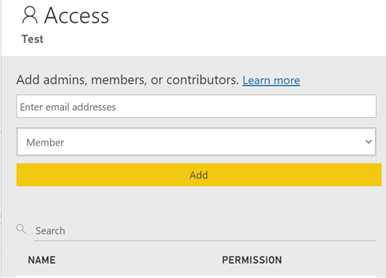 Access
Test
Add admins, members, or contributors. Learn more
Enter email addresses
Member
Add
Search
NAME PERMISSION